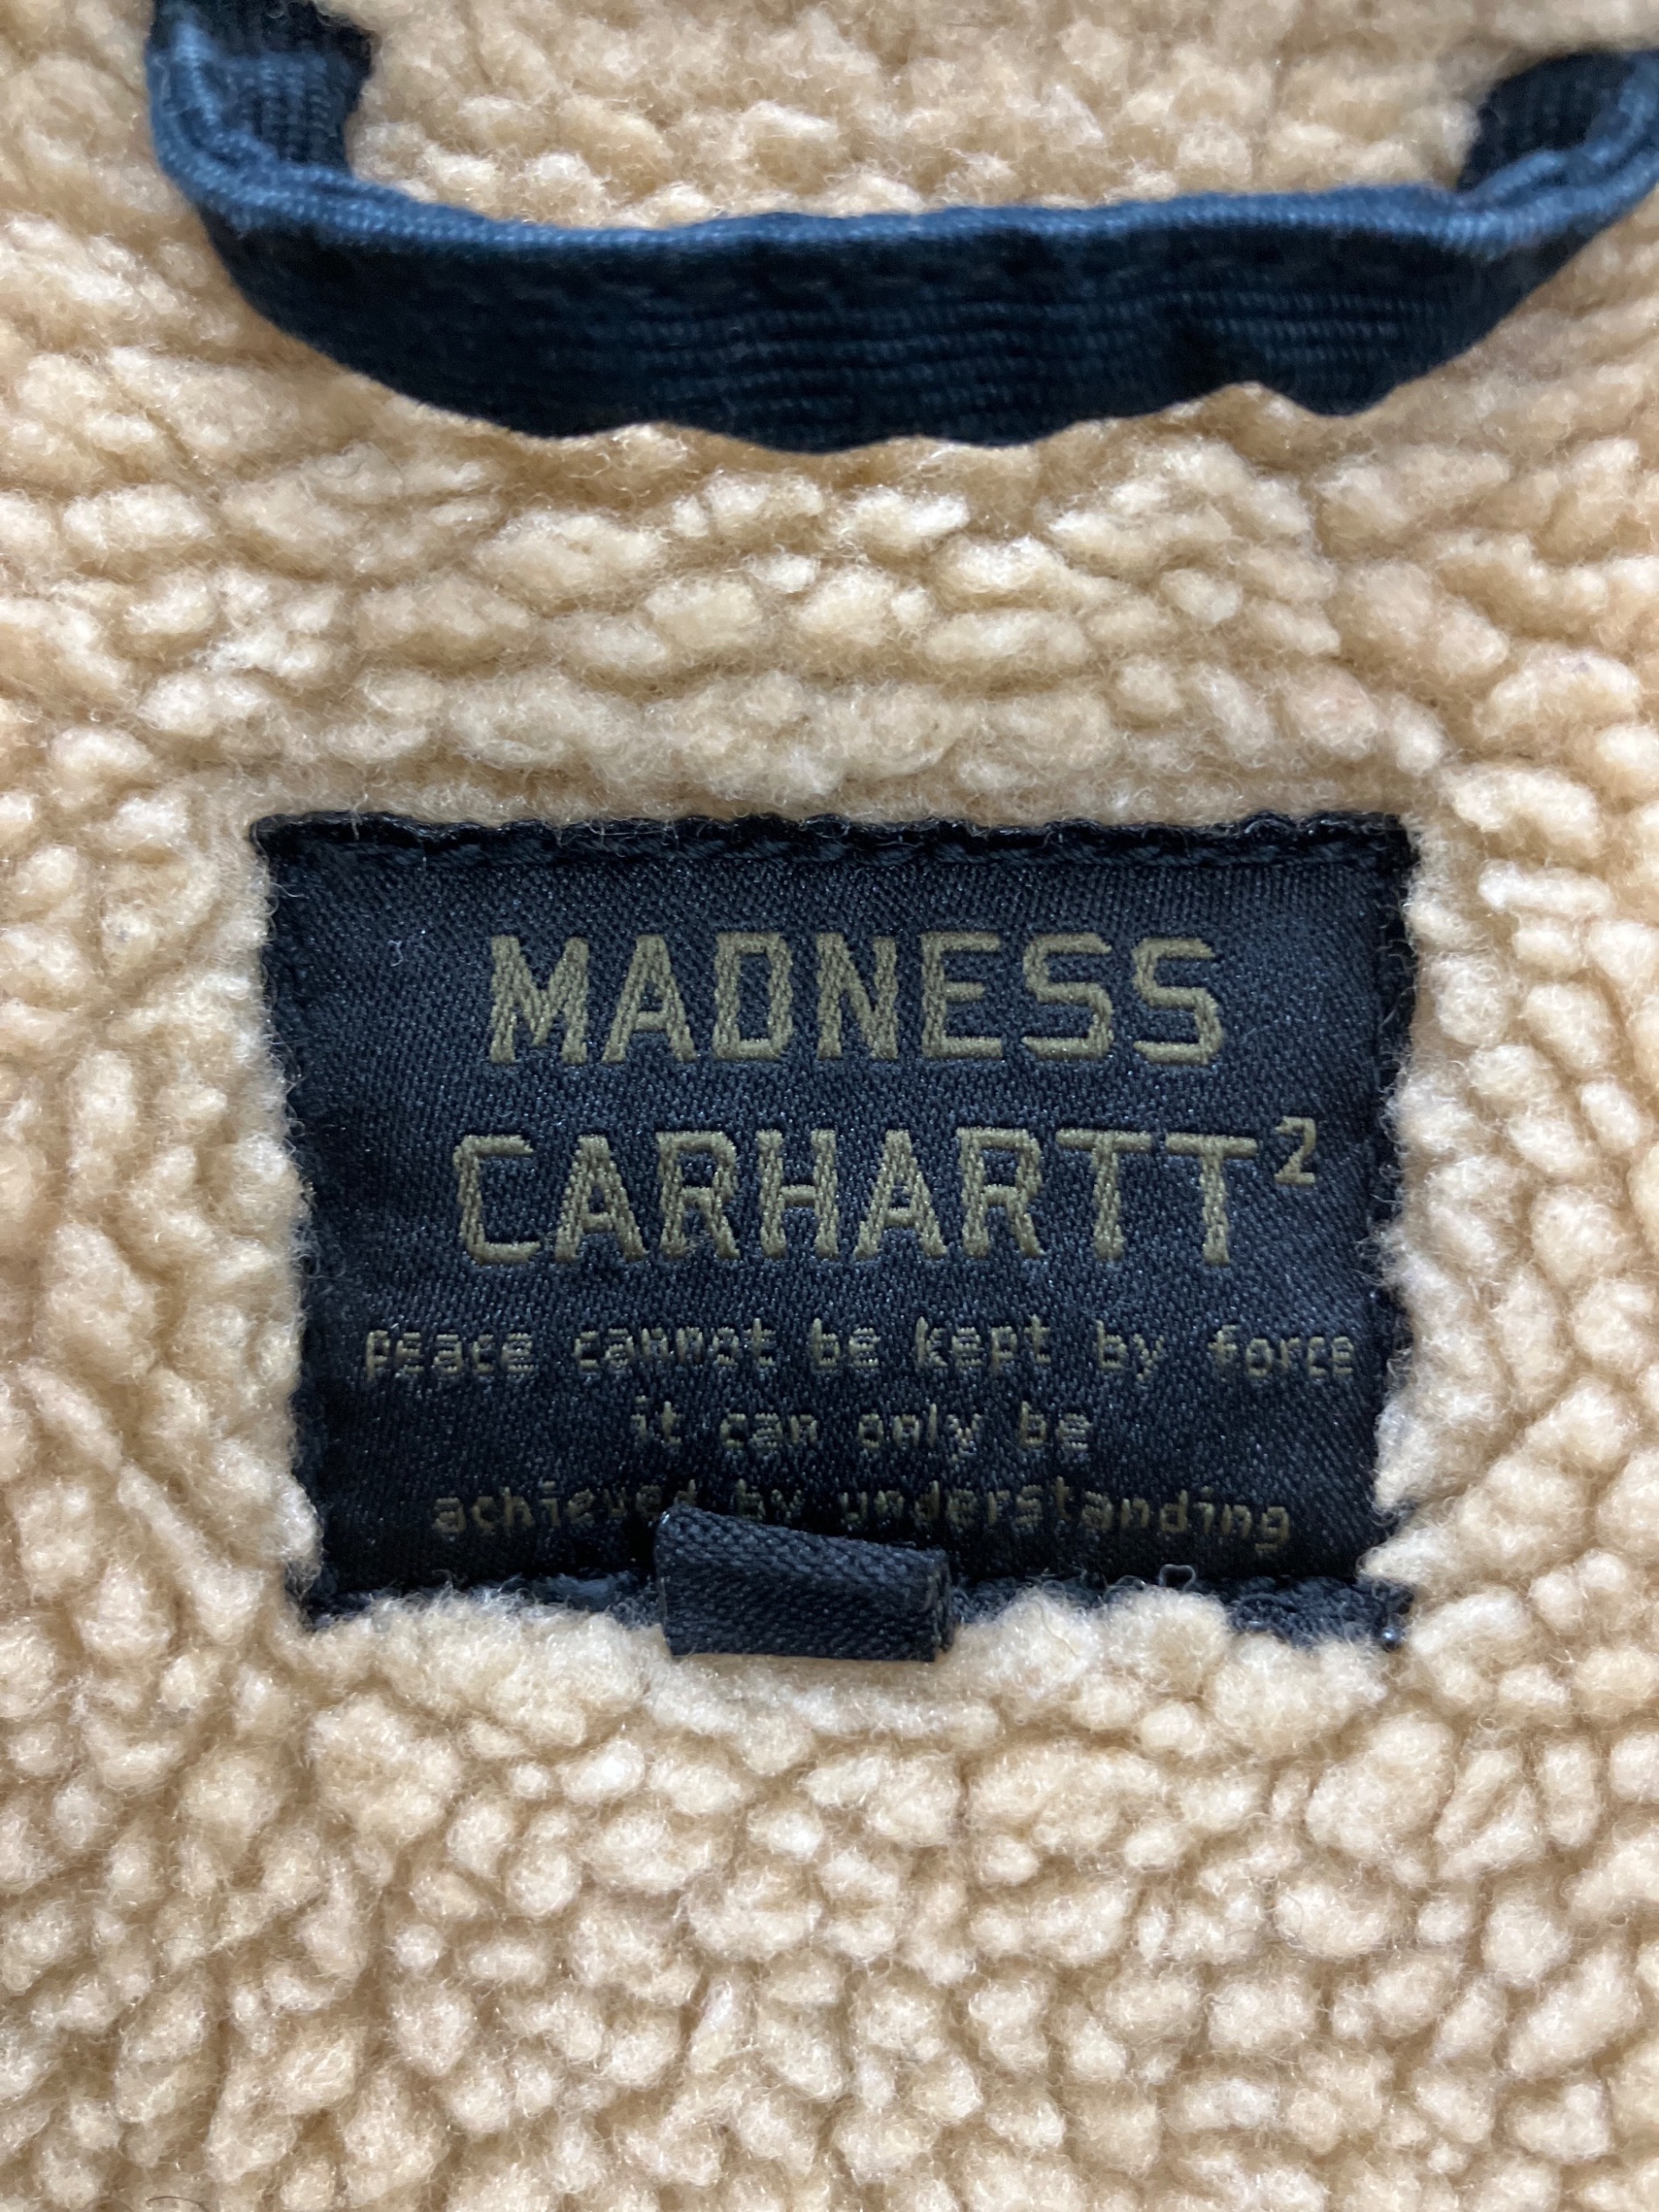 MADNESS
CARHARTT²
peace cannot be kept by force
it can only be
achieved by understanding